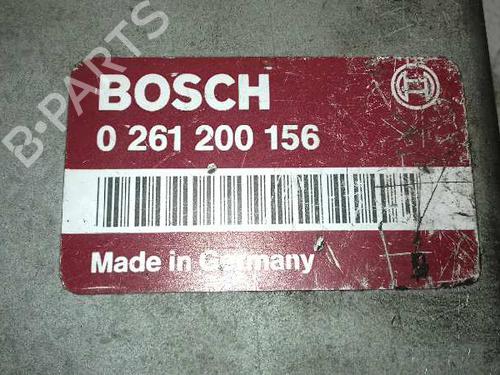 BOSCH
0 261 200 156
Made in Germany
B-PARTS